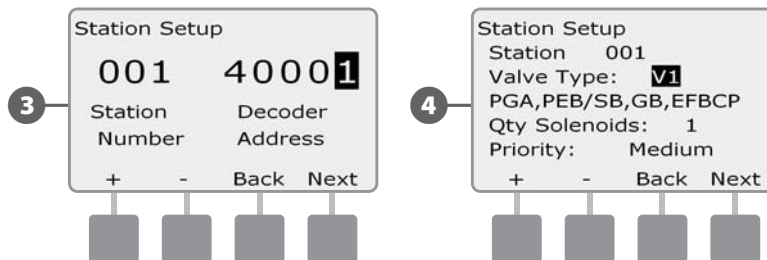 3
Station Setup
001 40001
Station Decoder
Number Address
+ - Back Next
4
Station Setup
Station 001
Valve Type: V1
PGA,PEB/SB,GB,EFBCP
Qty Solenoids: 1
Priority: Medium
+ - Back Next